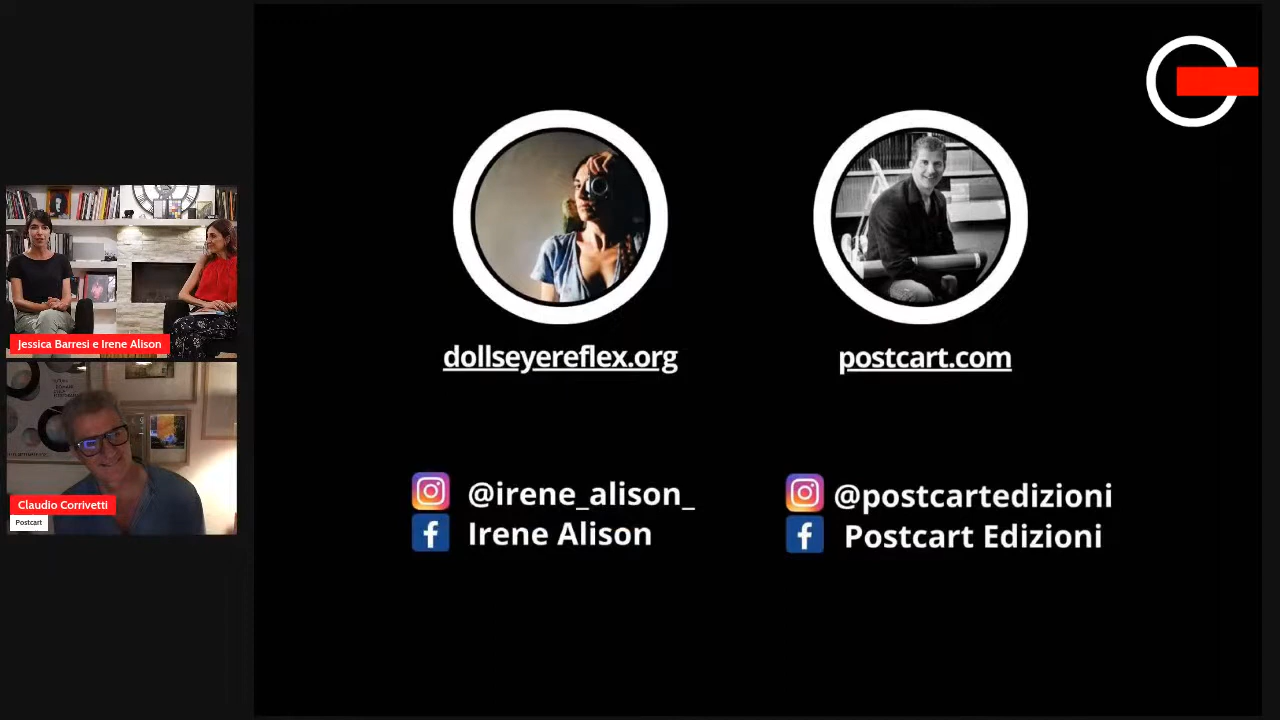 dollseyereflex.org
postcart.com
@irene_alison_
Irene Alison
@postcartedizioni
Postcart Edizioni
Jessica Barresi e Irene Alison
Claudio Corrivetti
Postcart